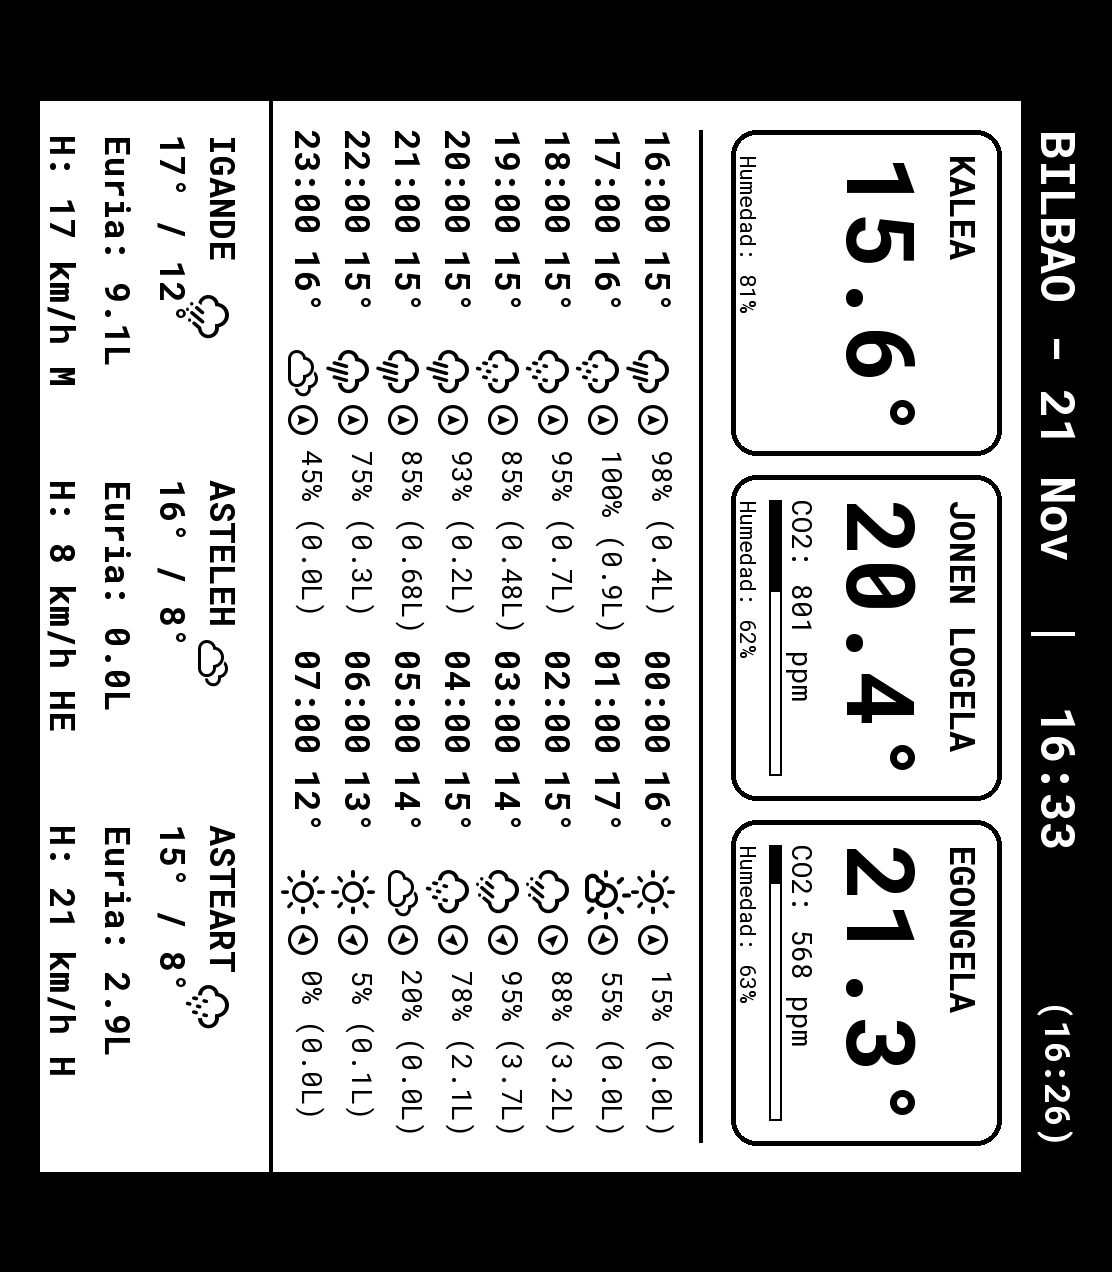 BILBAO - 21 Nov | 16:33 (16:26)
KALEA
15.6°
Humedad: 81%
JONEN LOGELA
20.4°
CO2: 801 ppm
Humedad: 62%
EGONGELA
21.3°
CO2: 568 ppm
Humedad: 63%
16:00 15° 98% (0.4L)
17:00 16° 100% (0.9L)
18:00 15° 95% (0.7L)
19:00 15° 85% (0.48L)
20:00 15° 93% (0.2L)
21:00 15° 85% (0.68L)
22:00 15° 75% (0.3L)
23:00 16° 45% (0.0L)
00:00 16° 15% (0.0L)
01:00 17° 55% (0.0L)
02:00 15° 88% (3.2L)
03:00 14° 95% (3.7L)
04:00 15° 78% (2.1L)
05:00 14° 20% (0.0L)
06:00 13° 5% (0.1L)
07:00 12° 0% (0.0L)
IGANDE
17° / 12°
Euria: 9.1L
H: 17 km/h M
ASTELEH
16° / 8°
Euria: 0.0L
H: 8 km/h HE
ASTEART
15° / 8°
Euria: 2.9L
H: 21 km/h H